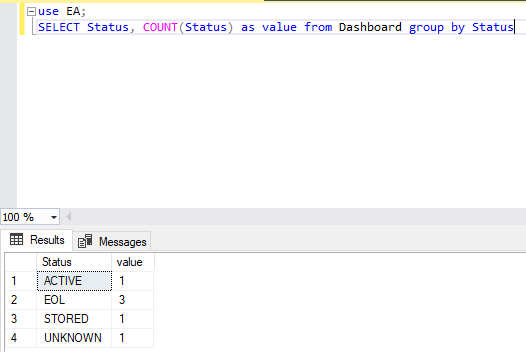 use EA;
SELECT Status, COUNT(Status) as value from Dashboard group by Status
100 %
Results Messages
Status value
1 ACTIVE 1
2 EOL 3
3 STORED 1
4 UNKNOWN 1